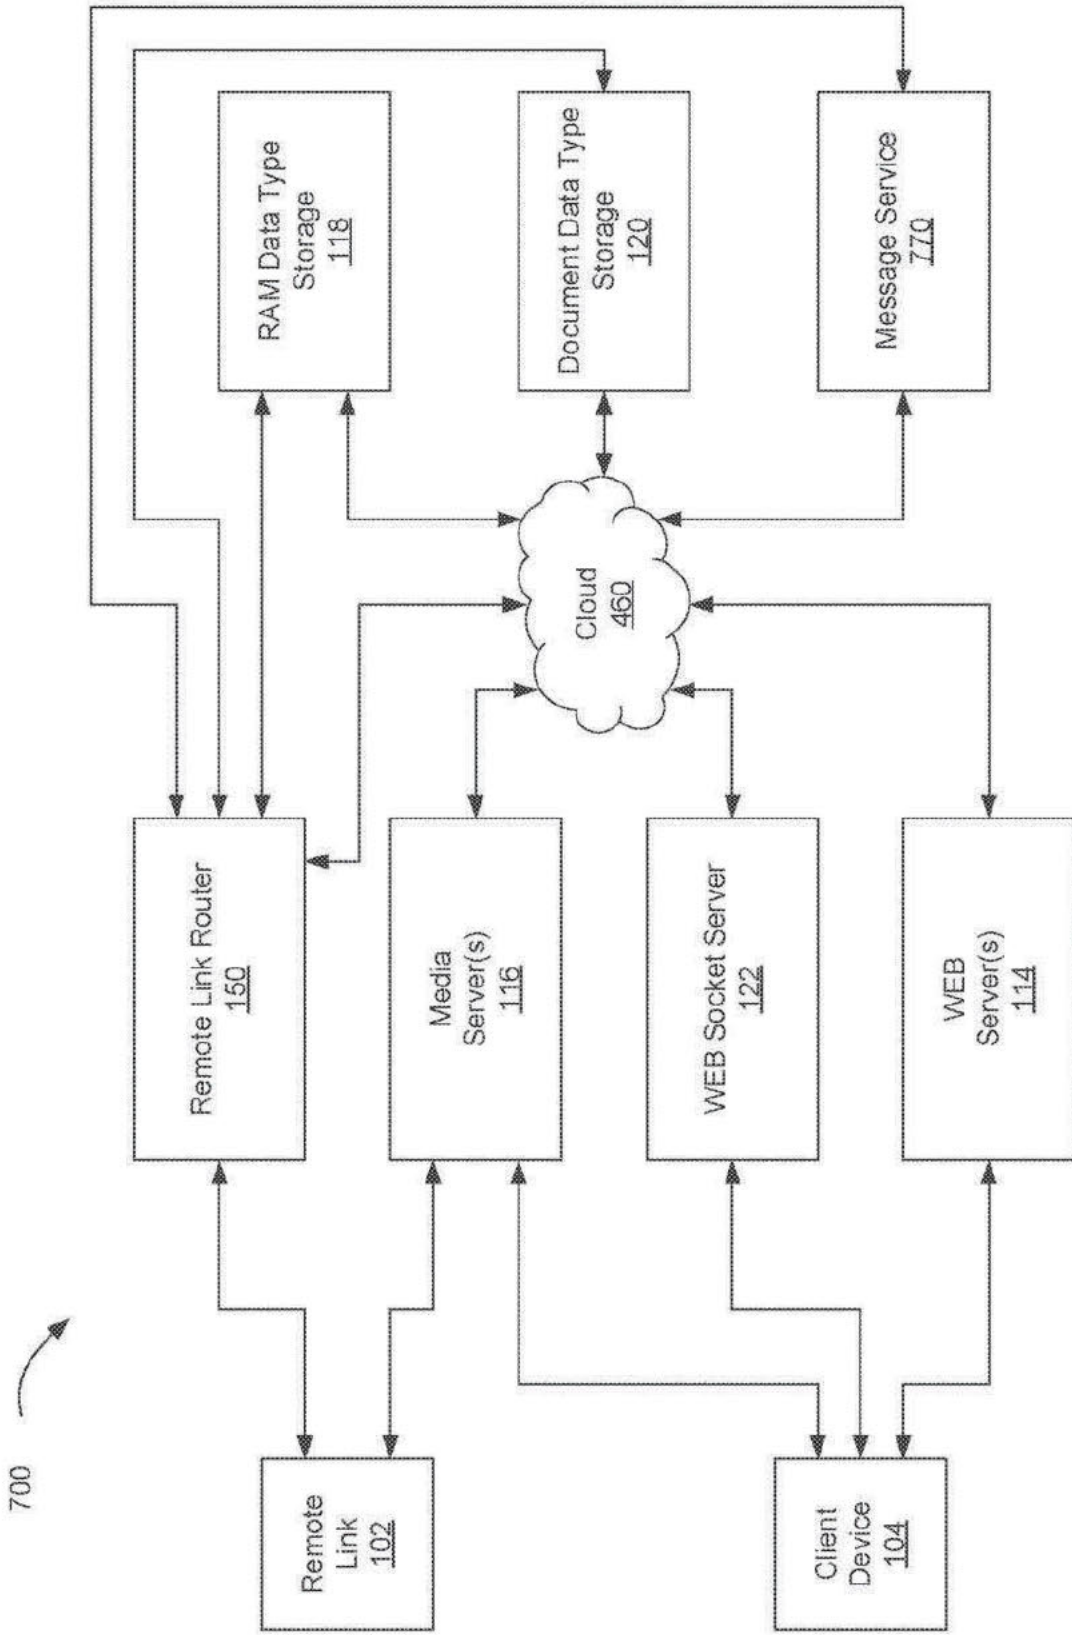 700
Remote
Link
102
Client
Device
104
Remote Link Router
150
Media
Server(s)
116
WEB Socket Server
122
WEB
Server(s)
114
Cloud
460
RAM Data Type
Storage
118
Document Data Type
Storage
120
Message Service
770